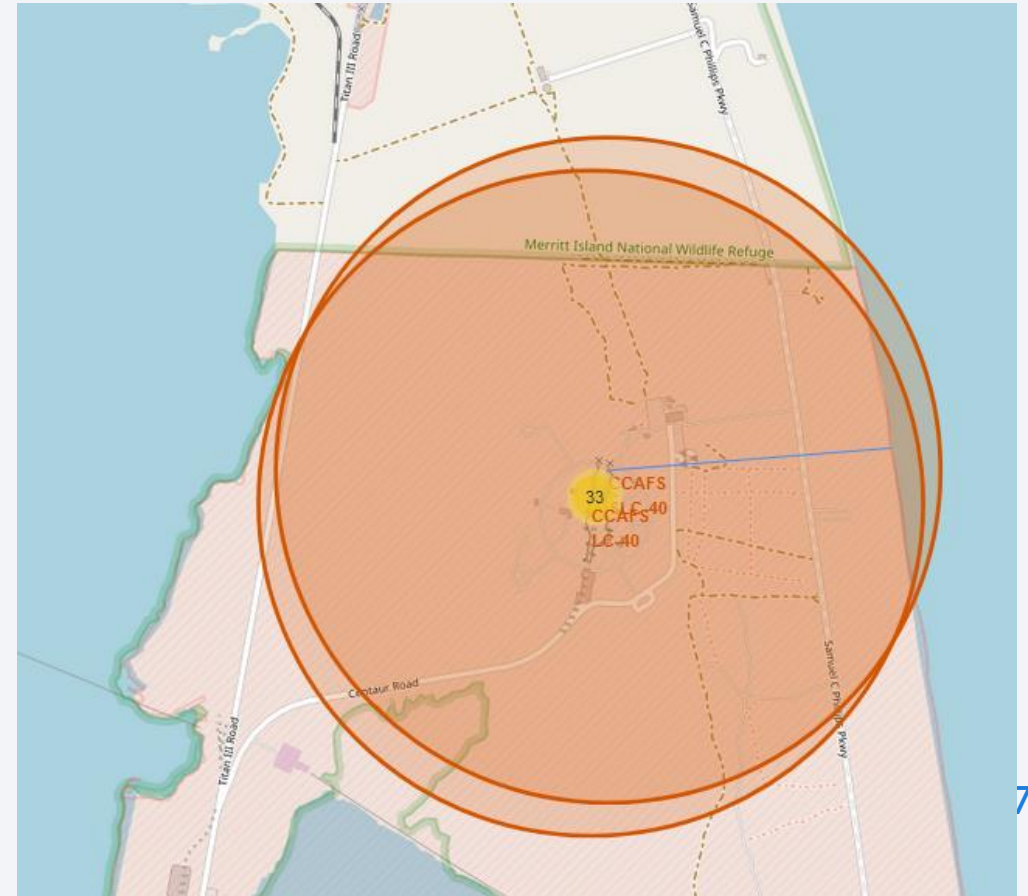 Titan III Road
Samuel C Phillips Pkwy
Merritt Island National Wildlife Refuge
33
CCAFS
LC-40
CCAFS
LC-40
Centaur Road
Titan III Road
Samuel C Phillips Pkwy
7